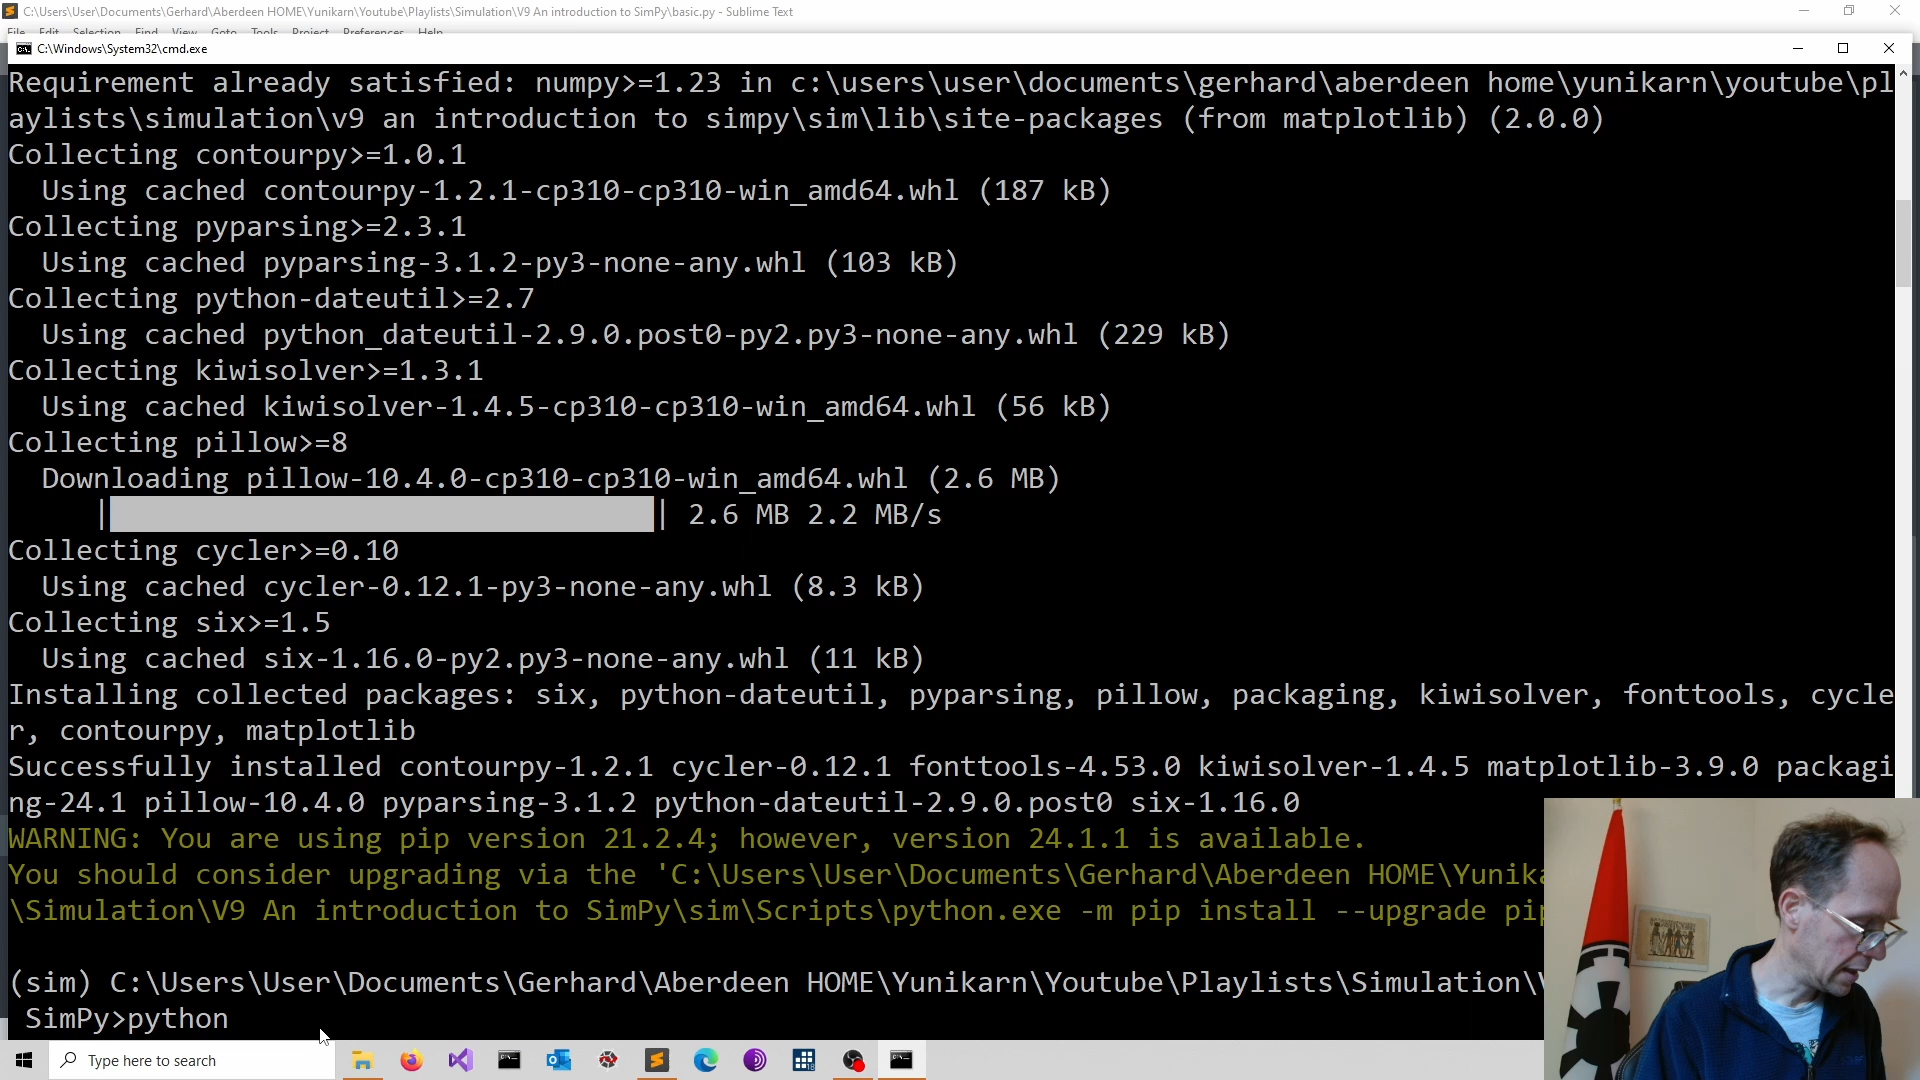 C:\Users\User\Documents\Gerhard\Aberdeen HOME\Yunikarn\Youtube\Playlists\Simulation\V9 An introduction to SimPy\basic.py - Sublime Text
File Edit Selection Find View Goto Tools Project Preferences Help
C:\Windows\System32\cmd.exe
Requirement already satisfied: numpy>=1.23 in c:\users\user\documents\gerhard\aberdeen home\yunikarn\youtube\pl
aylists\simulation\v9 an introduction to simpy\sim\lib\site-packages (from matplotlib) (2.0.0)
Collecting contourpy>=1.0.1
Using cached contourpy-1.2.1-cp310-cp310-win_amd64.whl (187 kB)
Collecting pyparsing>=2.3.1
Using cached pyparsing-3.1.2-py3-none-any.whl (103 kB)
Collecting python-dateutil>=2.7
Using cached python_dateutil-2.9.0.post0-py2.py3-none-any.whl (229 kB)
Collecting kiwisolver>=1.3.1
Using cached kiwisolver-1.4.5-cp310-cp310-win_amd64.whl (56 kB)
Collecting pillow>=8
Downloading pillow-10.4.0-cp310-cp310-win_amd64.whl (2.6 MB)
| | 2.6 MB 2.2 MB/s
Collecting cycler>=0.10
Using cached cycler-0.12.1-py3-none-any.whl (8.3 kB)
Collecting six>=1.5
Using cached six-1.16.0-py2.py3-none-any.whl (11 kB)
Installing collected packages: six, python-dateutil, pyparsing, pillow, packaging, kiwisolver, fonttools, cycle
r, contourpy, matplotlib
Successfully installed contourpy-1.2.1 cycler-0.12.1 fonttools-4.53.0 kiwisolver-1.4.5 matplotlib-3.9.0 packagi
ng-24.1 pillow-10.4.0 pyparsing-3.1.2 python-dateutil-2.9.0.post0 six-1.16.0
WARNING: You are using pip version 21.2.4; however, version 24.1.1 is available.
You should consider upgrading via the 'C:\Users\User\Documents\Gerhard\Aberdeen HOME\Yunika
\Simulation\V9 An introduction to SimPy\sim\Scripts\python.exe -m pip install --upgrade pip
(sim) C:\Users\User\Documents\Gerhard\Aberdeen HOME\Yunikarn\Youtube\Playlists\Simulation\
SimPy>python
Type here to search